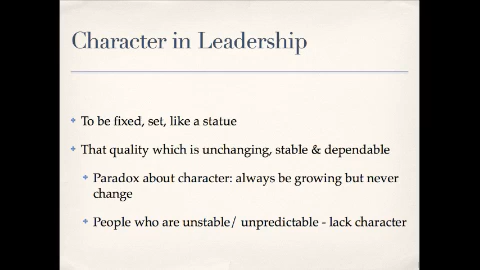 Character in Leadership
To be fixed, set, like a statue
That quality which is unchanging, stable & dependable
Paradox about character: always be growing but never
change
People who are unstable/ unpredictable - lack character